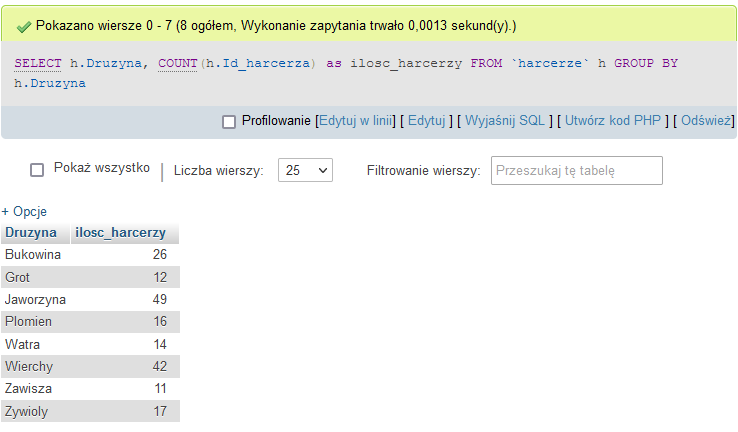 Pokazano wiersze 0 - 7 (8 ogółem, Wykonanie zapytania trwało 0,0013 sekund(y).)
SELECT h.Druzyna, COUNT(h.Id_harcerza) as ilosc_harcerzy FROM `harcerze` h GROUP BY
h.Druzyna
Profilowanie [Edytuj w linii] [ Edytuj ] [ Wyjaśnij SQL ] [ Utwórz kod PHP ] [ Odśwież]
Pokaż wszystko | Liczba wierszy: 25 Filtrowanie wierszy: Przeszukaj tę tabelę
+ Opcje
Druzyna ilosc_harcerzy
Bukowina 26
Grot 12
Jaworzyna 49
Plomien 16
Watra 14
Wierchy 42
Zawisza 11
Zywioly 17